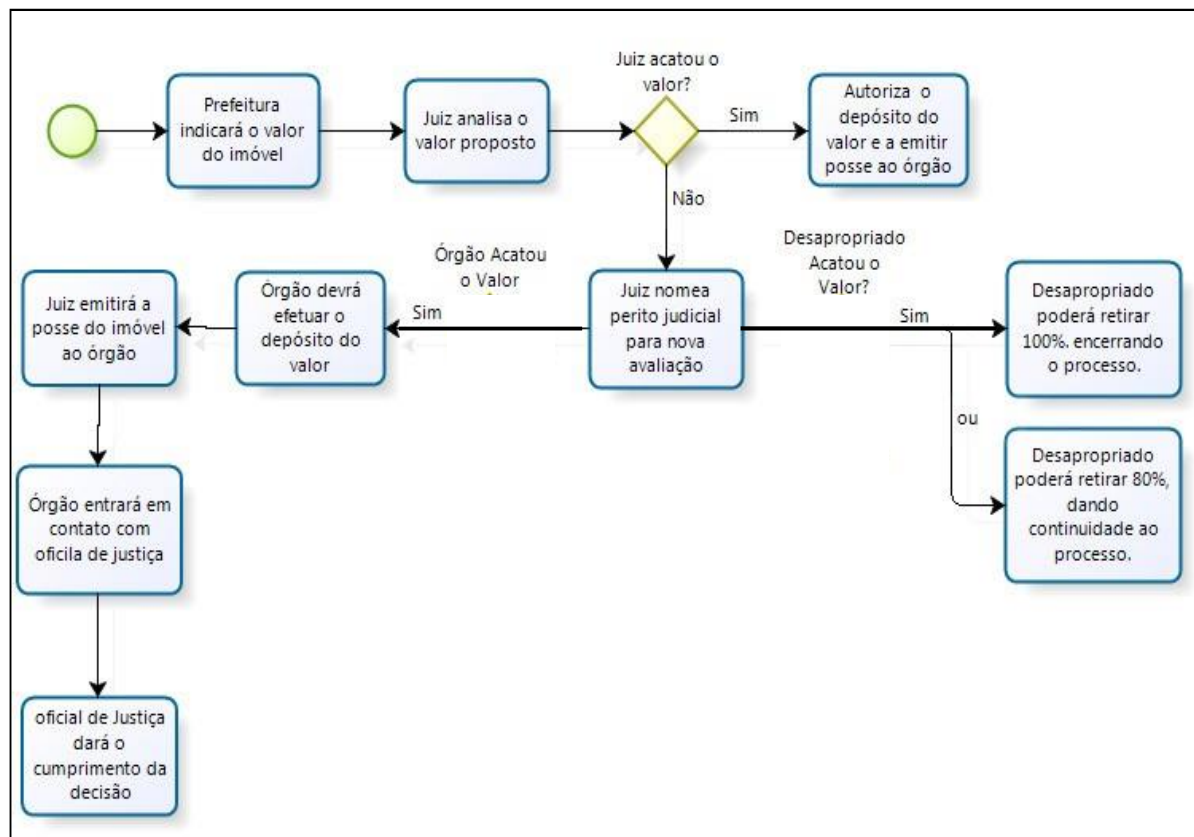 Prefeitura
indicará o valor
do imóvel
Juiz analisa o
valor proposto
Juiz acatou o
valor?
Sim
Autoriza o
depósito do
valor e a emitir
posse ao órgão
Não
Órgão Acatou
o Valor
Desapropriado
Acatou o
Valor?
Juiz emitirá a
posse do imóvel
ao órgão
Órgão devrá
efetuar o
depósito do
valor
Sim
Juiz nomea
perito judicial
para nova
avaliação
Sim
Desapropriado
poderá retirar
100%. encerrando
o processo.
ou
Desapropriado
poderá retirar 80%,
dando
continuidade ao
processo.
Órgão entrará em
contato com
oficila de justiça
oficial de Justiça
dará o
cumprimento da
decisão